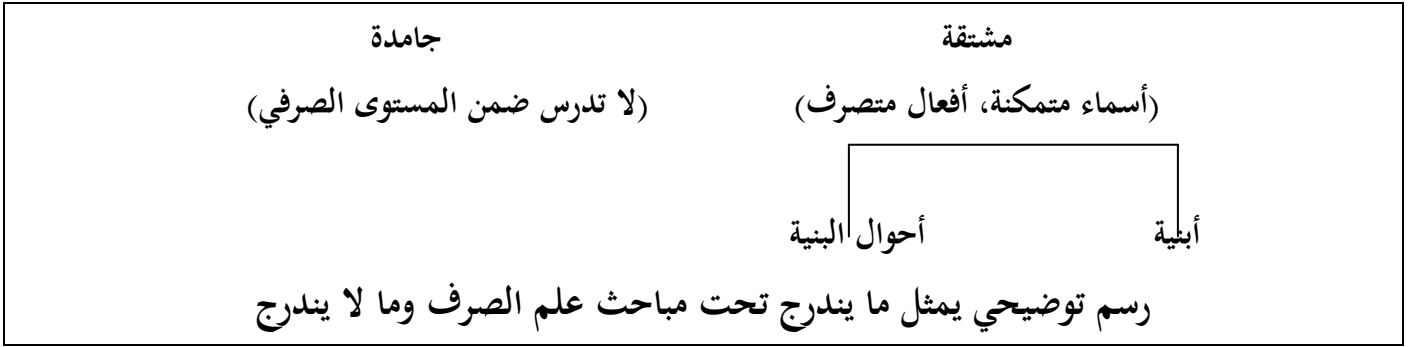 مشتقة جامدة
(أسماء متمكنة، أفعال متصرف) (لا تدرس ضمن المستوى الصرفي)
أبنية أحوال البنية
رسم توضيحي يمثل ما يندرج تحت مباحث علم الصرف وما لا يندرج